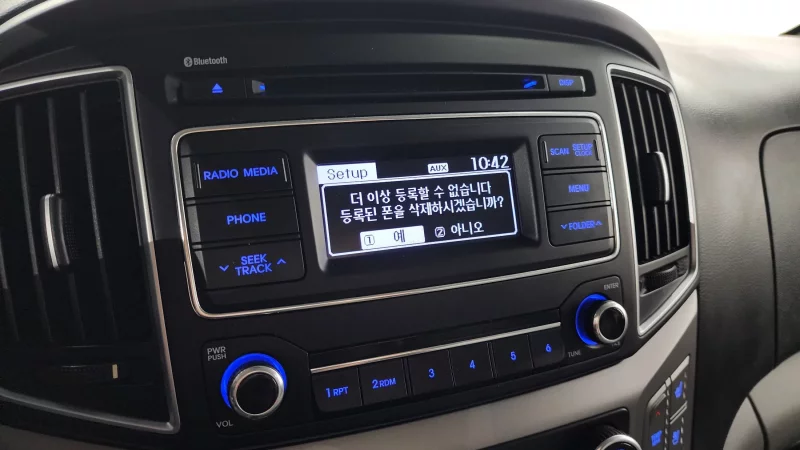 Bluetooth
DISP
RADIO MEDIA
PHONE
SEEK
TRACK
Setup AUX 10:42
더 이상 등록할 수 없습니다
등록된 폰을 삭제하시겠습니까?
1 예 2 아니오
SCAN SETUP
CLOCK
MENU
FOLDER
PWR
PUSH
VOL
1 RPT 2 RDM 3 4 5 6
ENTER
TUNE